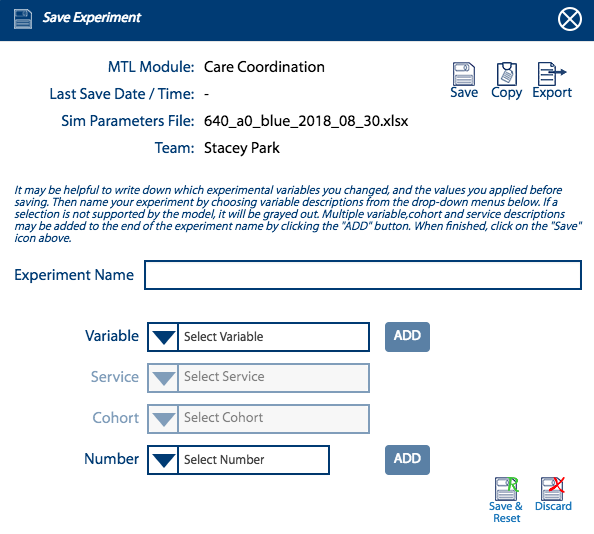 Save Experiment
MTL Module: Care Coordination
Last Save Date / Time: -
Sim Parameters File: 640_a0_blue_2018_08_30.xlsx
Team: Stacey Park
Save Copy Export
It may be helpful to write down which experimental variables you changed, and the values you applied before
saving. Then name your experiment by choosing variable descriptions from the drop-down menus below. If a
selection is not supported by the model, it will be grayed out. Multiple variable,cohort and service descriptions
may be added to the end of the experiment name by clicking the "ADD" button. When finished, click on the "Save"
icon above.
Experiment Name
Variable Select Variable ADD
Service Select Service
Cohort Select Cohort
Number Select Number ADD
Save &
Reset
Discard